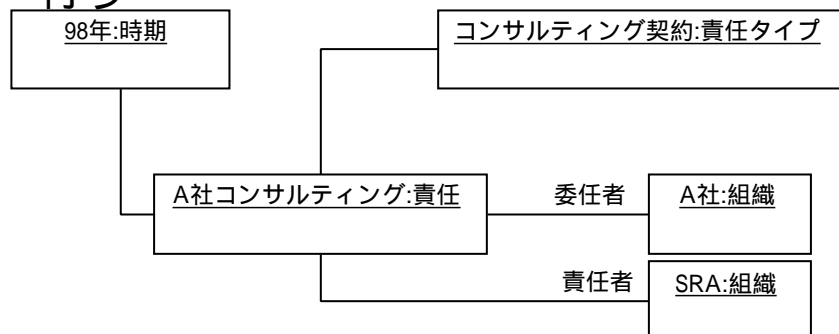 98年:時期
コンサルティング契約:責任タイプ
A社コンサルティング:責任
委任者
A社:組織
責任者
SRA:組織